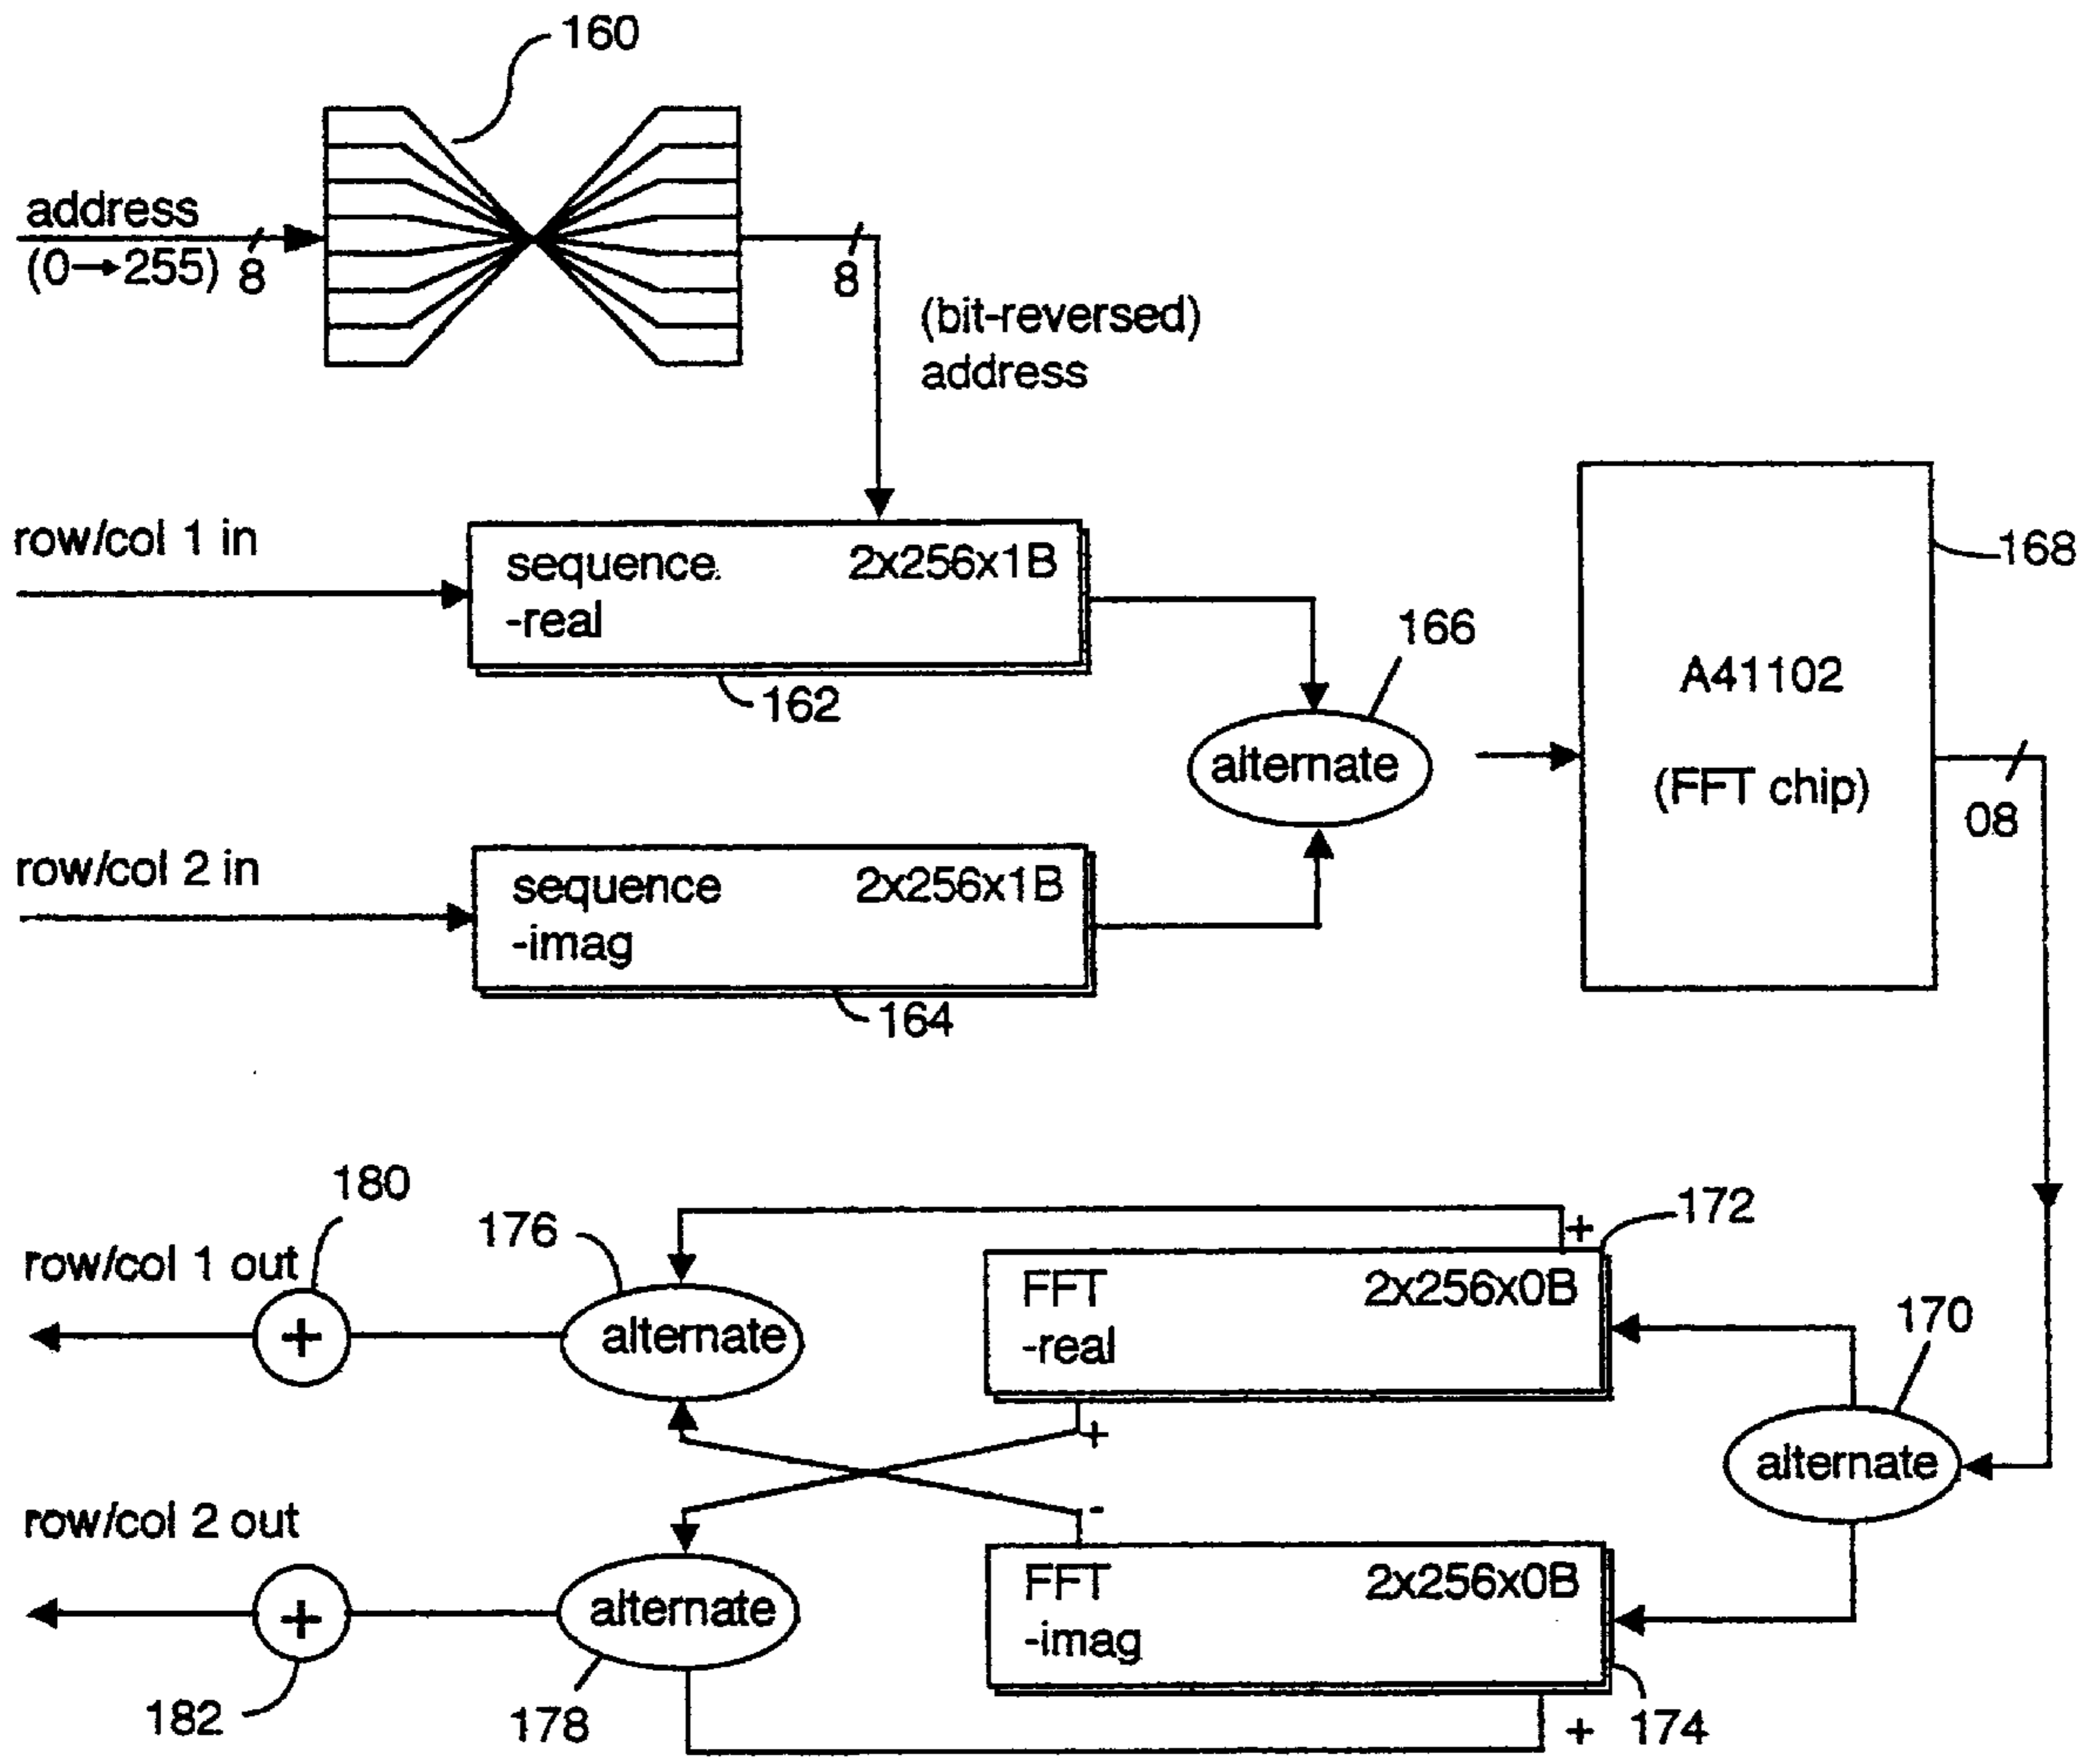 160
address
(0→255)
8
8
(bit-reversed)
address
row/col 1 in
sequence 2x256x1B
-real
162
166
alternate
168
A41102
(FFT chip)
08
row/col 2 in
sequence 2x256x1B
-imag
164
180
176
172
+
row/col 1 out
+
alternate
FFT 2x256x0B
-real
170
+
alternate
-
row/col 2 out
+
alternate
FFT 2x256x0B
-imag
182
178
+
174